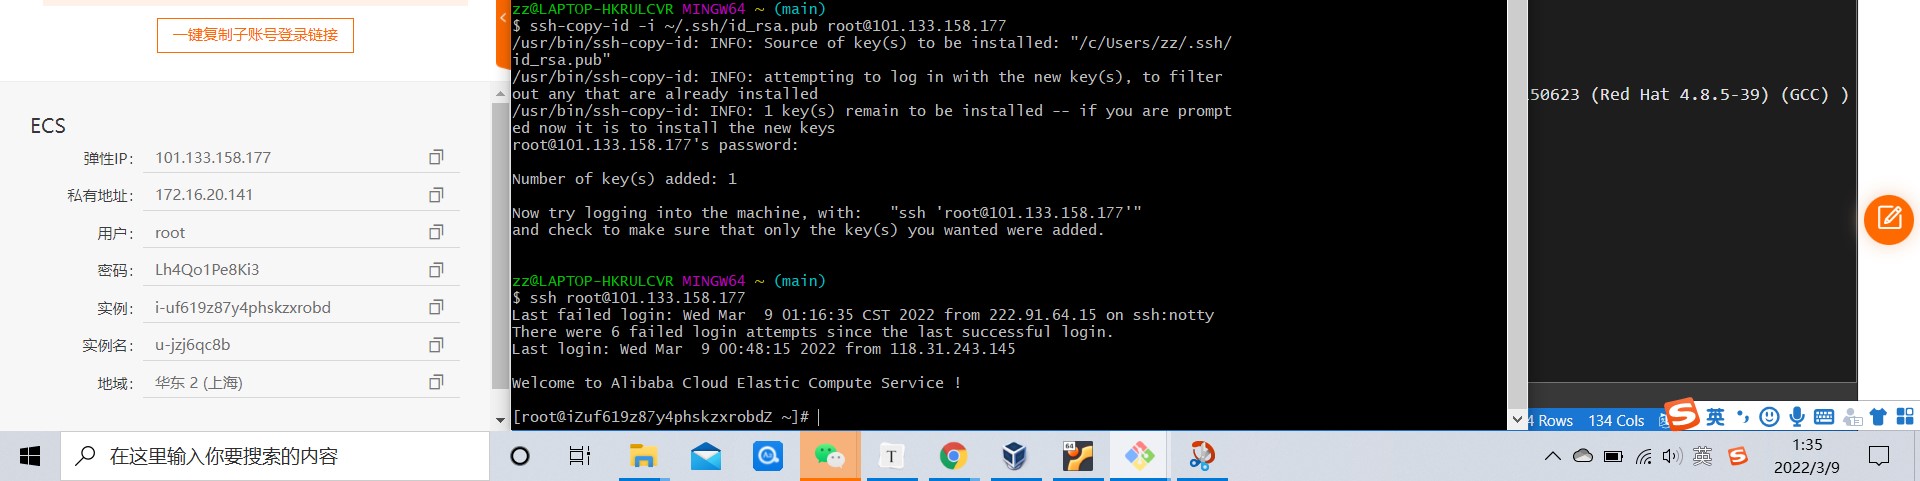 一键复制子账号登录链接
ECS
弹性IP： 101.133.158.177
私有地址： 172.16.20.141
用户： root
密码： Lh4Qo1Pe8Ki3
实例： i-uf619z87y4phskzxrobd
实例名： u-jzj6qc8b
地域： 华东 2 (上海)
zz@LAPTOP-HKRULCVR MINGW64 ~ (main)
$ ssh-copy-id -i ~/.ssh/id_rsa.pub root@101.133.158.177
/usr/bin/ssh-copy-id: INFO: Source of key(s) to be installed: "/c/Users/zz/.ssh/
id_rsa.pub"
/usr/bin/ssh-copy-id: INFO: attempting to log in with the new key(s), to filter
out any that are already installed
/usr/bin/ssh-copy-id: INFO: 1 key(s) remain to be installed -- if you are prompt
ed now it is to install the new keys
root@101.133.158.177's password:
Number of key(s) added: 1
Now try logging into the machine, with:   "ssh 'root@101.133.158.177'"
and check to make sure that only the key(s) you wanted were added.
zz@LAPTOP-HKRULCVR MINGW64 ~ (main)
$ ssh root@101.133.158.177
Last failed login: Wed Mar  9 01:16:35 CST 2022 from 222.91.64.15 on ssh:notty
There were 6 failed login attempts since the last successful login.
Last login: Wed Mar  9 00:48:15 2022 from 118.31.243.145
Welcome to Alibaba Cloud Elastic Compute Service !
[root@iZuf619z87y4phskzxrobdZ ~]#
50623 (Red Hat 4.8.5-39) (GCC) )
4 Rows 134 Cols
英
在这里输入你要搜索的内容
T
64
英
1:35
2022/3/9